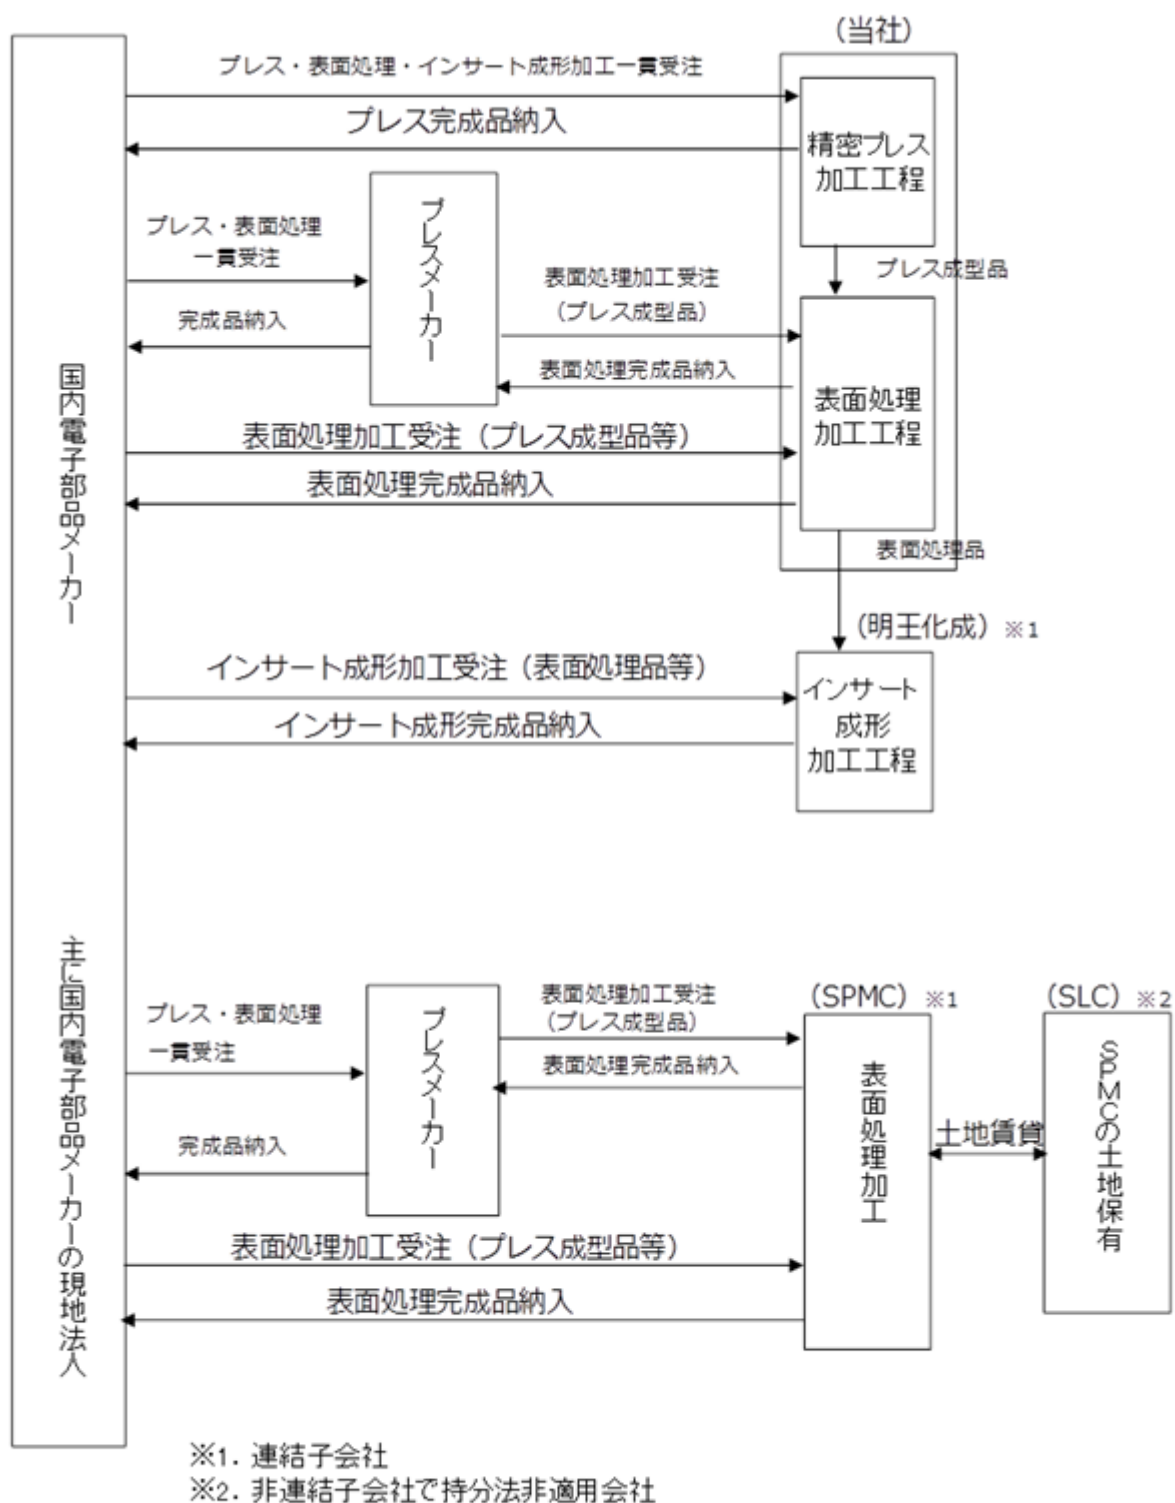 （当社）
プレス・表面処理・インサート成形加工一貫受注
プレス完成品納入
精密プレス
加工工程
プレス・表面処理
一貫受注
完成品納入
プレスメーカー
表面処理加工受注
（プレス成型品）
表面処理完成品納入
プレス成型品
表面処理
加工工程
表面処理加工受注（プレス成型品等）
表面処理完成品納入
表面処理品
国内電子部品メーカー
（明王化成）※1
インサート成形加工受注（表面処理品等）
インサート成形完成品納入
インサート
成形
加工工程
主に国内電子部品メーカーの現地法人
プレス・表面処理
一貫受注
完成品納入
プレスメーカー
表面処理加工受注
（プレス成型品）
表面処理完成品納入
（SPMC）※1
表面処理加工
土地賃貸
（SLC）※2
SPMCの土地保有
表面処理加工受注（プレス成型品等）
表面処理完成品納入
※1．連結子会社
※2．非連結子会社で持分法非適用会社